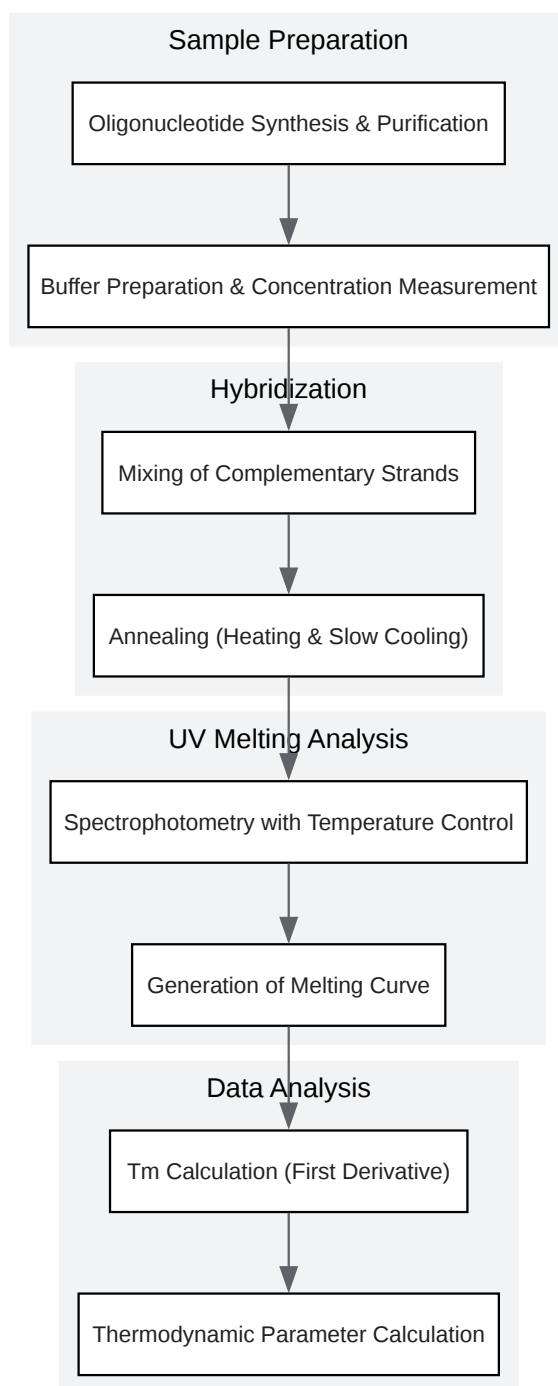 Sample Preparation
Oligonucleotide Synthesis & Purification
Buffer Preparation & Concentration Measurement
Hybridization
Mixing of Complementary Strands
Annealing (Heating & Slow Cooling)
UV Melting Analysis
Spectrophotometry with Temperature Control
Generation of Melting Curve
Data Analysis
Tm Calculation (First Derivative)
Thermodynamic Parameter Calculation